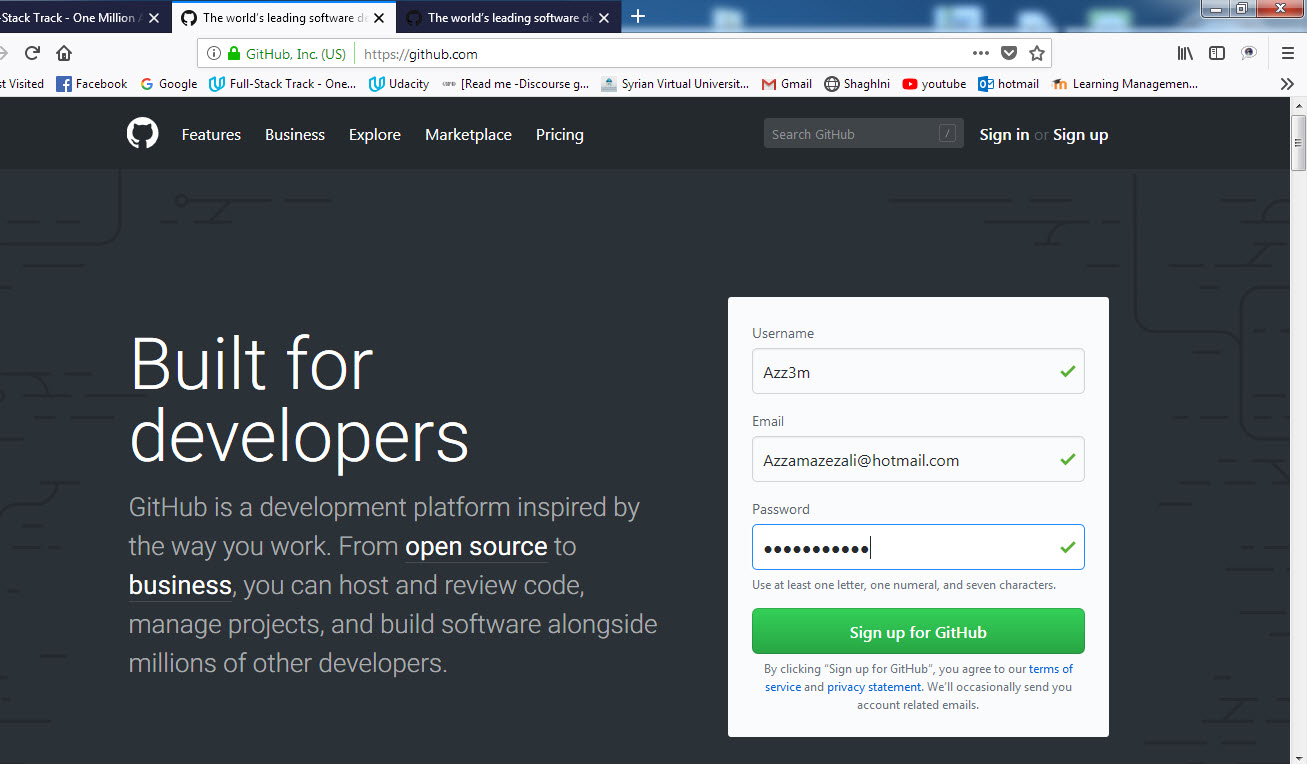 -Stack Track - One Million A
The world's leading software de
The world's leading software de
GitHub, Inc. (US)
https://github.com
st Visited
Facebook
Google
Full-Stack Track - One...
Udacity
[Read me -Discourse g...
Syrian Virtual Universit...
Gmail
Shaghlni
youtube
hotmail
Learning Managemen...
Features
Business
Explore
Marketplace
Pricing
Search GitHub
/
Sign in or Sign up
Built for
developers
GitHub is a development platform inspired by
the way you work. From open source to
business, you can host and review code,
manage projects, and build software alongside
millions of other developers.
Username
Azz3m
Email
Azzamazezali@hotmail.com
Password
Use at least one letter, one numeral, and seven characters.
Sign up for GitHub
By clicking “Sign up for GitHub”, you agree to our terms of
service and privacy statement. We’ll occasionally send you
account related emails.